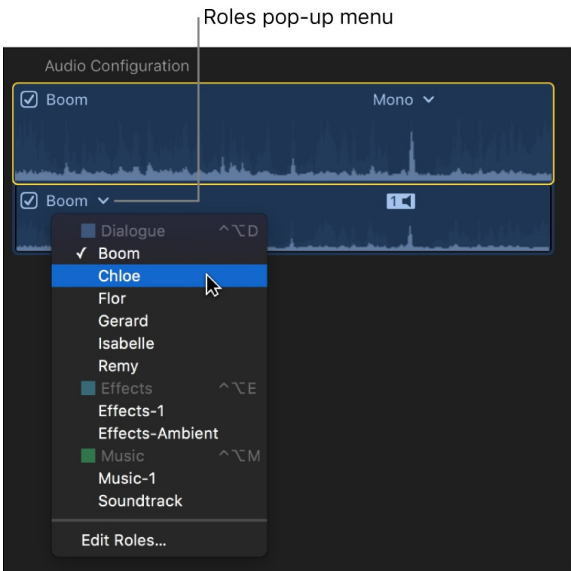 Roles pop-up menu
Audio Configuration
Boom Mono
Boom 1
Dialogue ^⌥D
✓ Boom
Chloe
Flor
Gerard
Isabelle
Remy
Effects ^⌥E
Effects-1
Effects-Ambient
Music ^⌥M
Music-1
Soundtrack
Edit Roles...